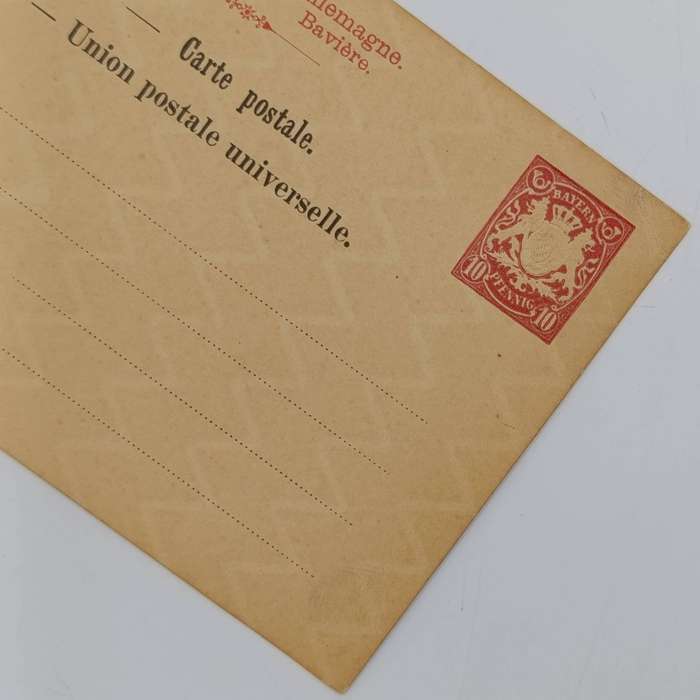 Bavière.
Carte postale.
Union postale universelle.
BAYERN
10 10
PFENNIG